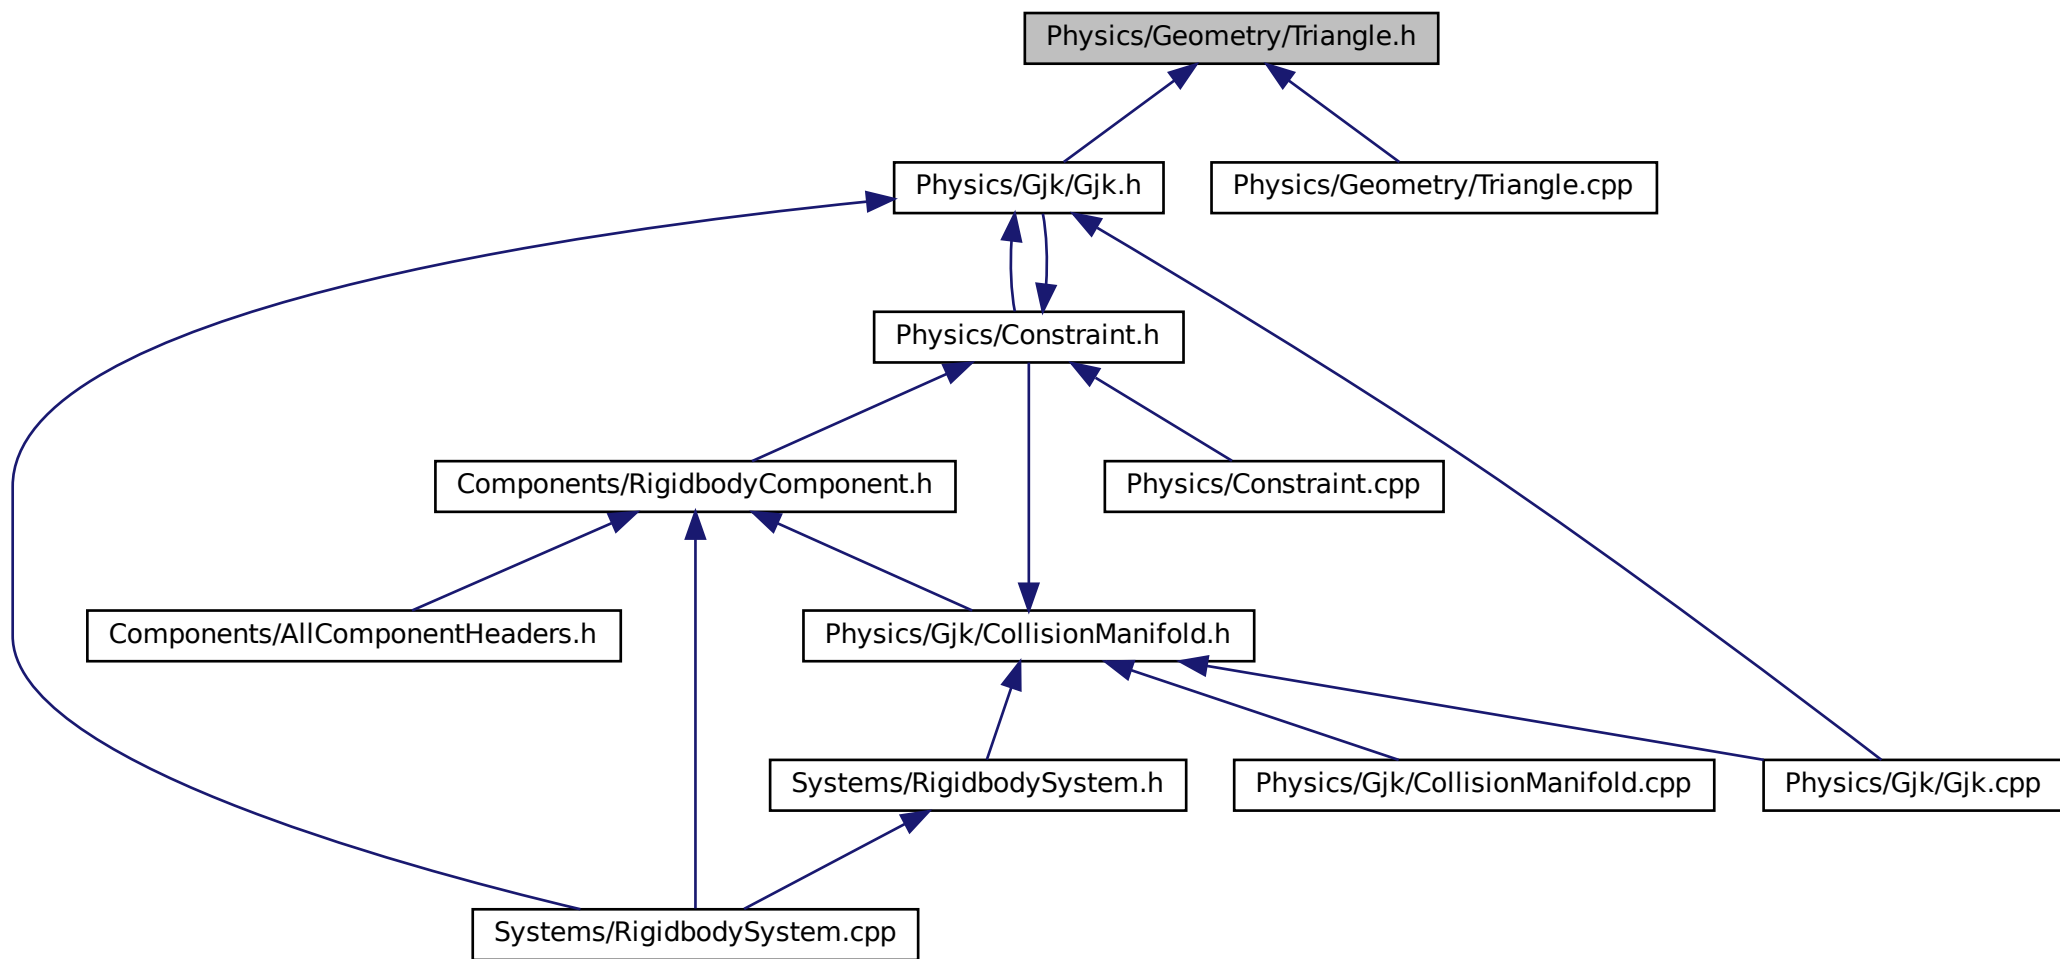 Physics/Geometry/Triangle.h
Physics/Gjk/Gjk.h
Physics/Geometry/Triangle.cpp
Physics/Constraint.h
Components/RigidbodyComponent.h
Physics/Constraint.cpp
Components/AllComponentHeaders.h
Physics/Gjk/CollisionManifold.h
Systems/RigidbodySystem.h
Physics/Gjk/CollisionManifold.cpp
Physics/Gjk/Gjk.cpp
Systems/RigidbodySystem.cpp